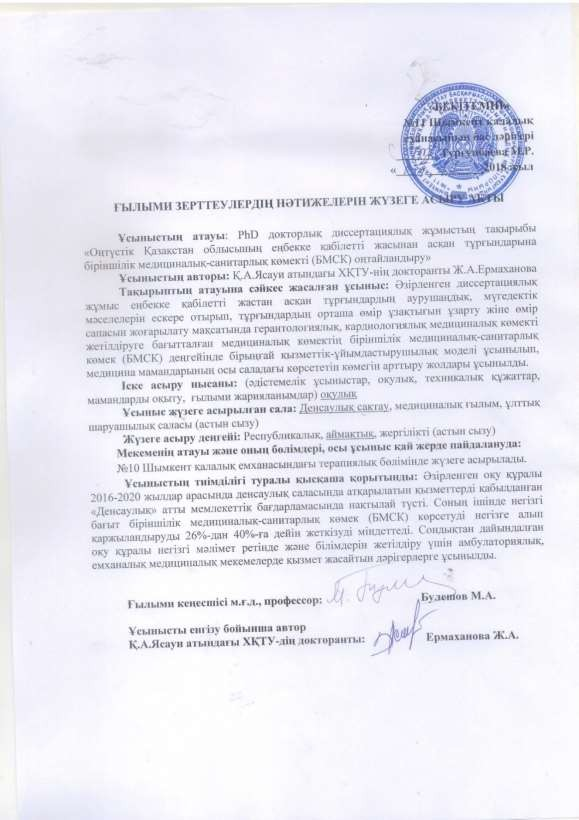 «БЕКІТЕМІН»
№11 Шымкент қалалық
бас дәрігері
Тургунбаева М.Р.
2018 жыл
ҒЫЛЫМИ ЗЕРТТЕУЛЕРДІҢ НӘТИЖЕЛЕРІН ЖҮЗЕГЕ АСЫРУ АКТЫ
Ұсыныстың атауы: PhD докторлық диссертациялық жұмыстың тақырыбы
«Оңтүстік Қазақстан облысының еңбекке қабілетті жасынан асқан тұрғындарына
біріншілік медициналық-санитарлық көмекті (БМСК) оңтайландыру»
Ұсыныстың авторы: Қ.А.Ясауи атындағы ХҚТУ-нің докторанты Ж.А.Ермаханова
Тақырыптың атауына сәйкес жасалған ұсыныс: Әзірленген диссертациялық
жұмыс еңбекке қабілетті жастан асқан тұрғындардың аурушаңдық, мүгедектік
мәселелерін ескере отырып, тұрғындардың орташа өмір ұзақтығын ұзарту және өмір
сапасын жоғарылату мақсатында геронтологиялық, кардиологиялық медициналық көмекті
жетілдіруге бағытталған медициналық көмектің біріншілік медициналық-санитарлық
көмек (БМСК) деңгейінде бірыңғай қызметтік-ұйымдастырушылық моделі ұсынылып,
медицина мамандарының осы саладағы көрсететін көмегін арттыру жолдары ұсынылды.
Іске асыру нысаны: (әдістемелік ұсыныстар, оқулық, техникалық құжаттар,
мамандарды оқыту, ғылыми жарияланымдар) оқулық
Ұсыныс жүзеге асырылған сала: Денсаулық сақтау, медициналық ғылым, ұлттық
шаруашылық саласы (астын сызу)
Жүзеге асыру деңгейі: Республикалық, аймақтық, жергілікті (астын сызу)
Мекеменің атауы және оның бөлімдері, осы ұсыныс қай жерде пайдалануда:
№10 Шымкент қалалық емханасындағы терапиялық бөлімінде жүзеге асырылады.
Ұсыныстың тиімділігі туралы қысқаша қорытынды: Әзірленген оқу құралы
2016-2020 жылдар арасында денсаулық саласында атқарылатын қызметтерді қабылданған
«Денсаулық» атты мемлекеттік бағдарламасында нақтылай түсті. Соның ішінде негізгі
бағыт біріншілік медициналық-санитарлық көмек (БМСК) көрсетуді негізге алып
қаржыландыруды 26%-дан 40%-ға дейін жеткізуді міндеттеді. Сондықтан дайындалған
оқу құралы негізгі мәлімет ретінде және білімдерін жетілдіру үшін амбулаториялық,
емханалық медициналық мекемелерде қызмет жасайтын дәрігерлерге ұсынылды.
Ғылыми кеңесшісі м.ғ.д., профессор: Булешов М.А.
Ұсынысты енгізу бойынша автор
Қ.А.Ясауи атындағы ХҚТУ-дің докторанты: Ермаханова Ж.А.